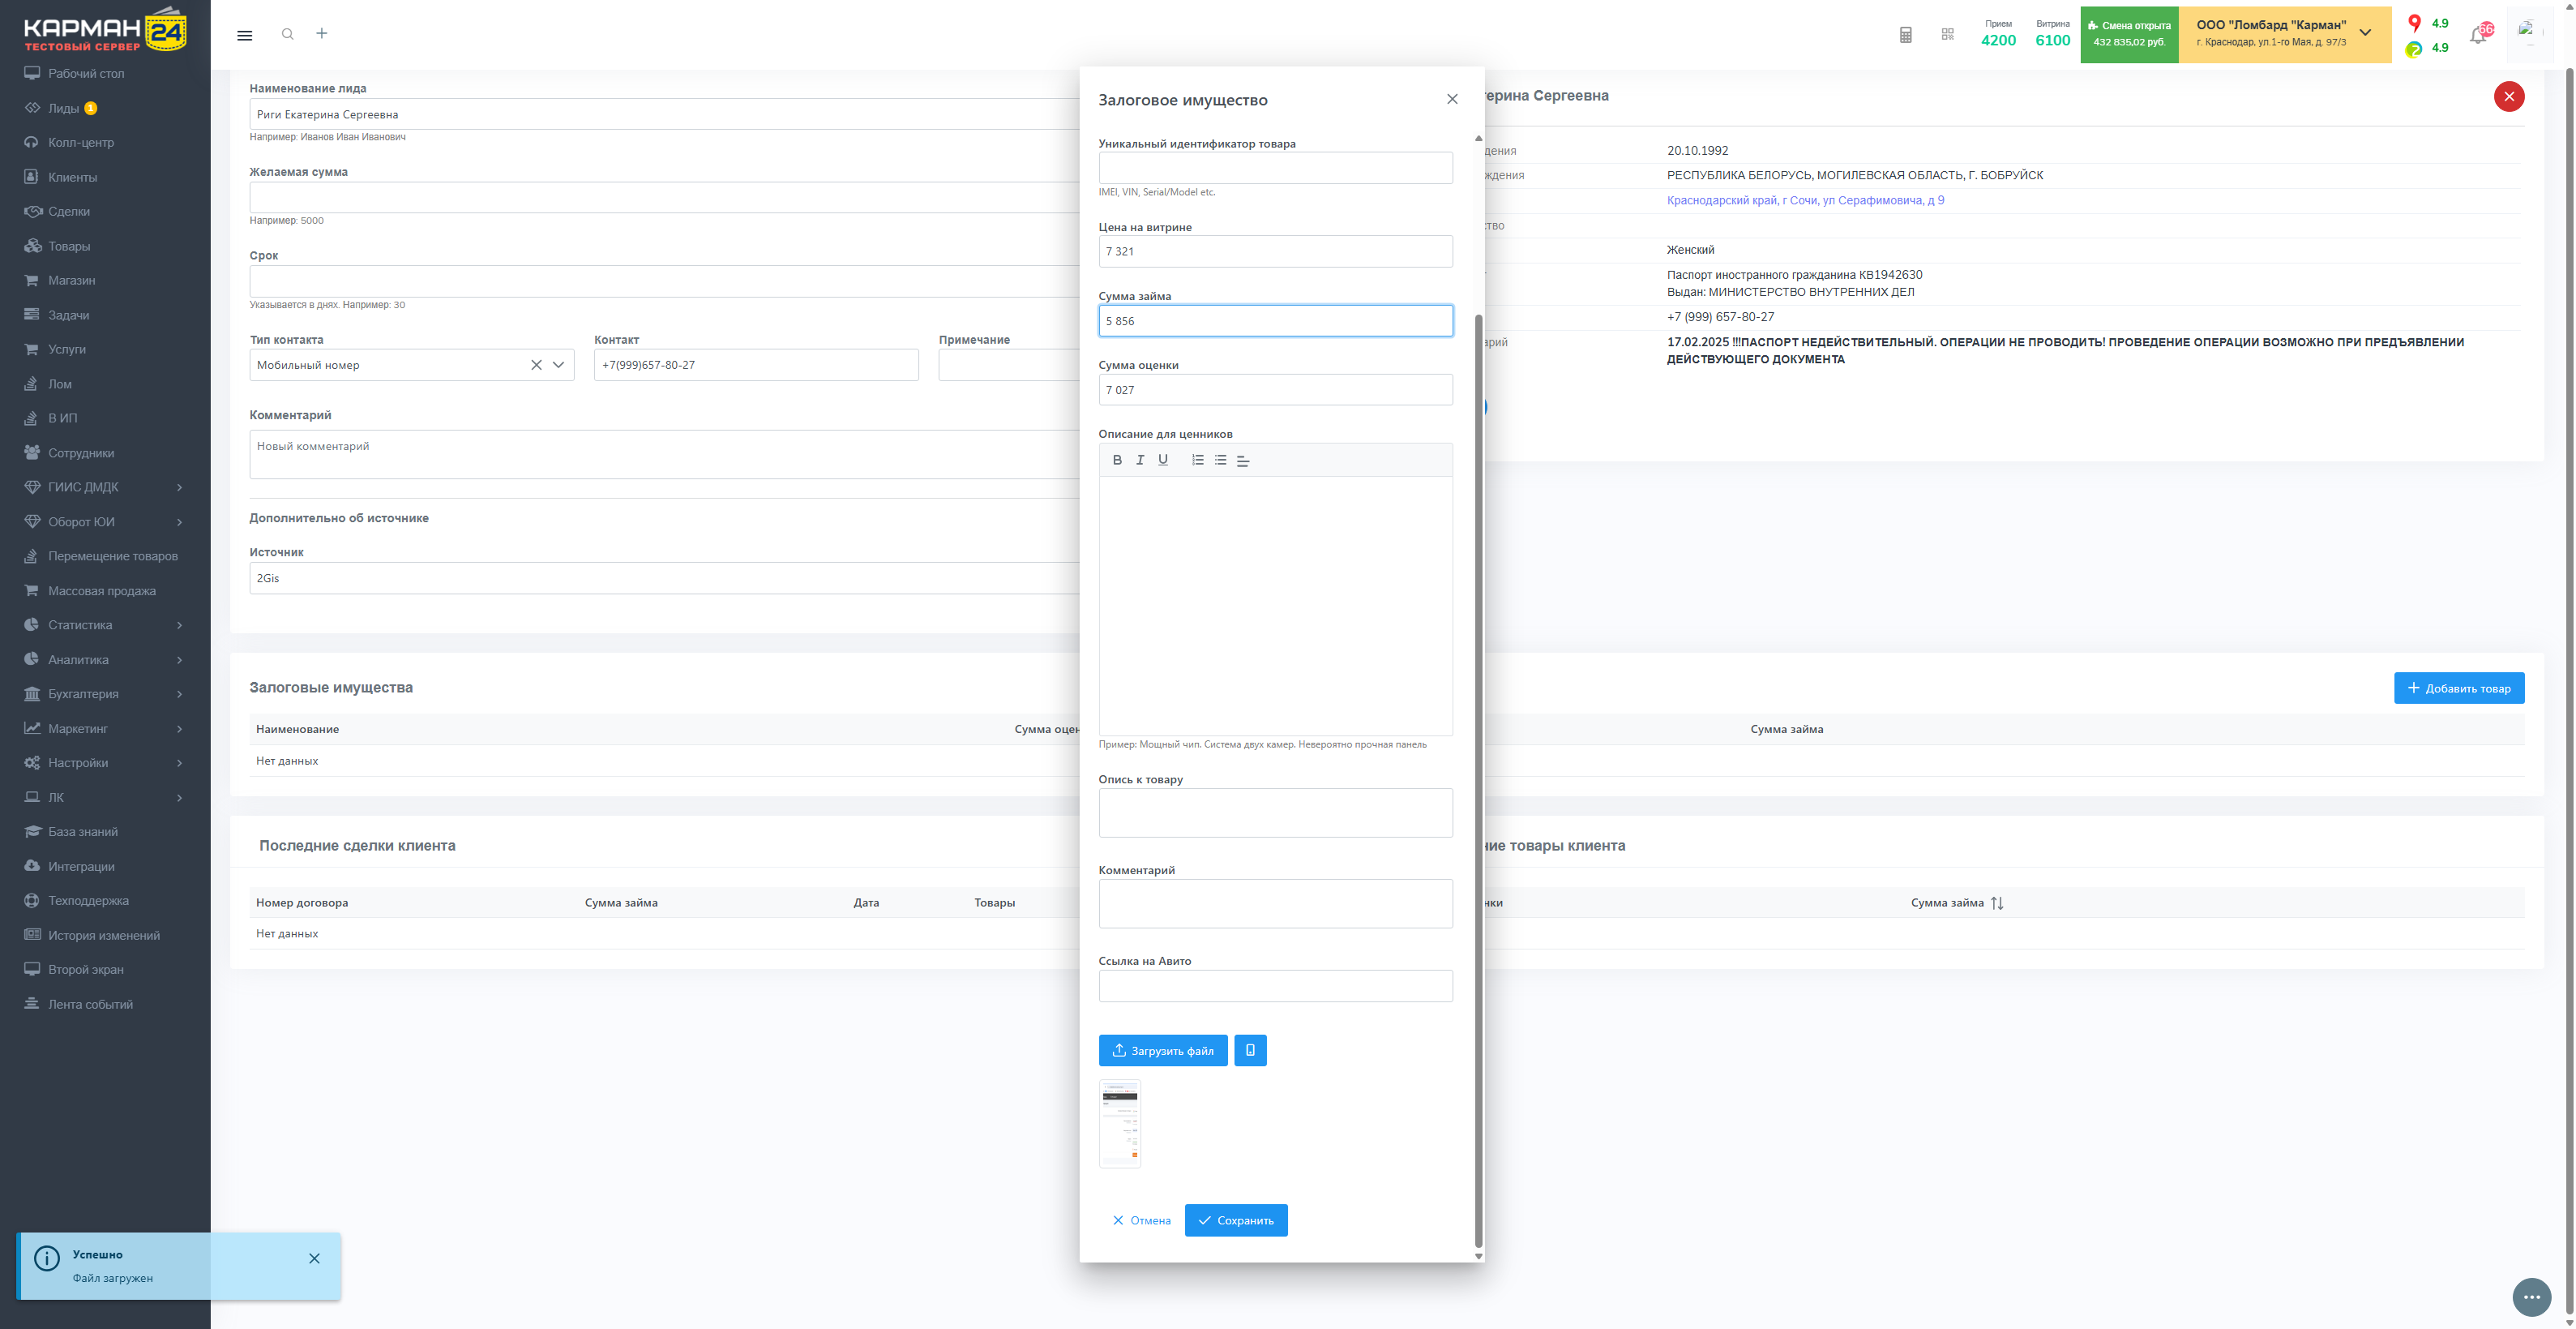 КАРМАН 24
ТЕСТОВЫЙ СЕРВЕР
Рабочий стол
Лиды 1
Колл-центр
Клиенты
Сделки
Товары
Магазин
Задачи
Услуги
Лом
В ИП
Сотрудники
ГИИС ДМДК
Оборот ЮИ
Перемещение товаров
Массовая продажа
Статистика
Аналитика
Бухгалтерия
Маркетинг
Настройки
ЛК
База знаний
Интеграции
Техподдержка
История изменений
Второй экран
Лента событий
Прием
4200
Витрина
6100
Смена открыта
432 835,02 руб.
ООО "Ломбард "Карман"
г. Краснодар, ул.1-го Мая, д. 97/3
4.9
4.9
Наименование лида
Риги Екатерина Сергеевна
Например: Иванов Иван Иванович
Желаемая сумма
Например: 5000
Срок
Указывается в днях. Например: 30
Тип контакта
Контакт
Примечание
Мобильный номер
+7(999)657-80-27
Комментарий
Новый комментарий
Дополнительно об источнике
Источник
2Gis
Залоговое имущество
Уникальный идентификатор товара
IMEI, VIN, Serial/Model etc.
Цена на витрине
7 321
Сумма займа
5 856
Сумма оценки
7 027
Описание для ценников
Пример: Мощный чип. Система двух камер. Невероятно прочная панель
Опись к товару
Комментарий
Ссылка на Авито
Загрузить файл
Отмена
Сохранить
ерина Сергеевна
дения
20.10.1992
ждения
РЕСПУБЛИКА БЕЛОРУСЬ, МОГИЛЕВСКАЯ ОБЛАСТЬ, Г. БОБРУЙСК
Краснодарский край, г Сочи, ул Серафимовича, д 9
ство
Женский
Паспорт иностранного гражданина КВ1942630
Выдан: МИНИСТЕРСТВО ВНУТРЕННИХ ДЕЛ
+7 (999) 657-80-27
арий
17.02.2025 !!!ПАСПОРТ НЕДЕЙСТВИТЕЛЬНЫЙ. ОПЕРАЦИИ НЕ ПРОВОДИТЬ! ПРОВЕДЕНИЕ ОПЕРАЦИИ ВОЗМОЖНО ПРИ ПРЕДЪЯВЛЕНИИ
ДЕЙСТВУЮЩЕГО ДОКУМЕНТА
Залоговые имущества
Добавить товар
Наименование
Сумма оцен
Сумма займа
Нет данных
Последние сделки клиента
ние товары клиента
Номер договора
Сумма займа
Дата
Товары
нки
Сумма займа
Нет данных
Успешно
Файл загружен